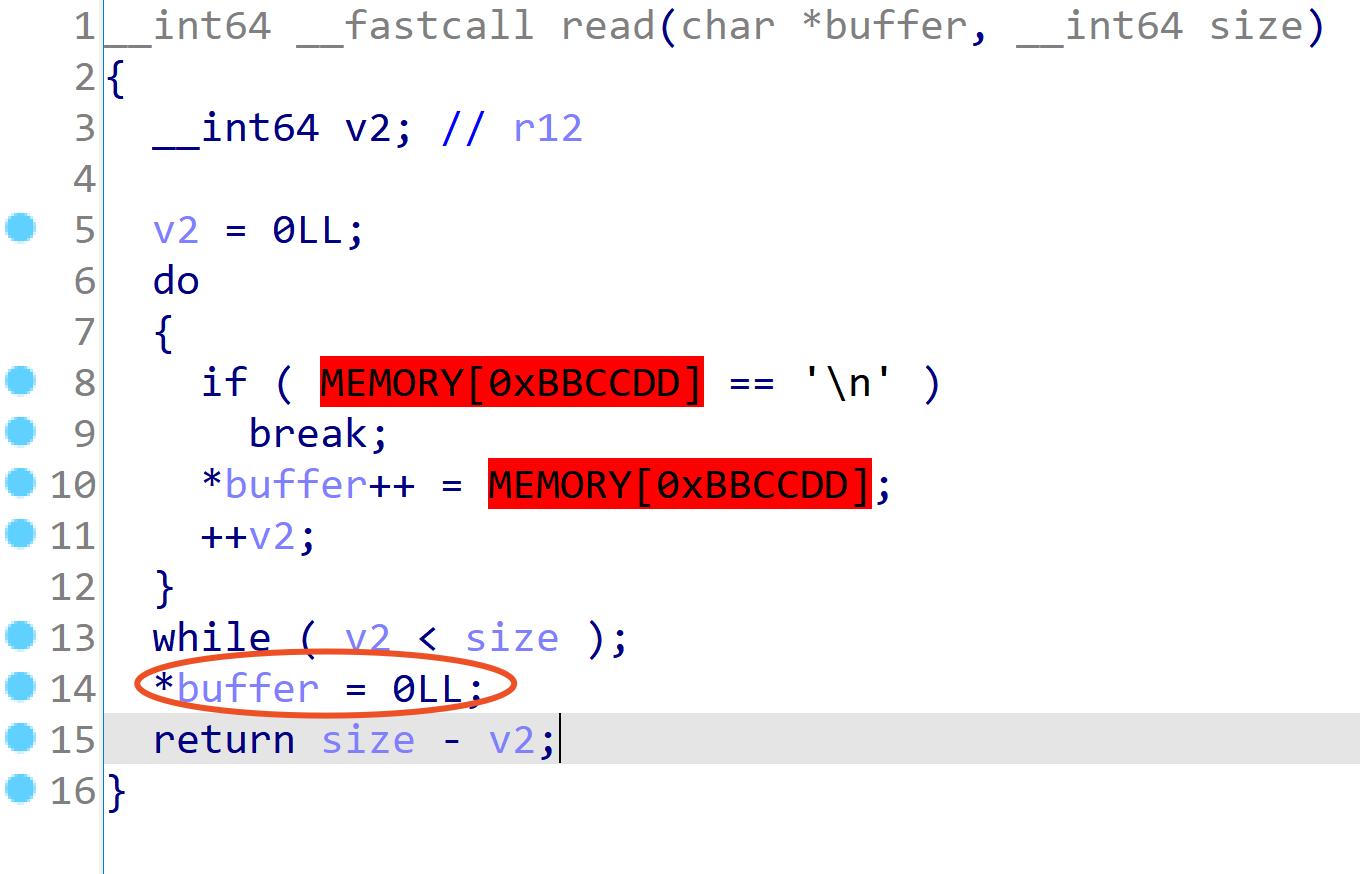 1 __int64 __fastcall read(char *buffer, __int64 size)
2 {
3 __int64 v2; // r12
4
5 v2 = 0LL;
6 do
7 {
8 if ( MEMORY[0xBBCCDD] == '\n' )
9 break;
10 *buffer++ = MEMORY[0xBBCCDD];
11 ++v2;
12 }
13 while ( v2 < size );
14 *buffer = 0LL;
15 return size - v2;
16 }